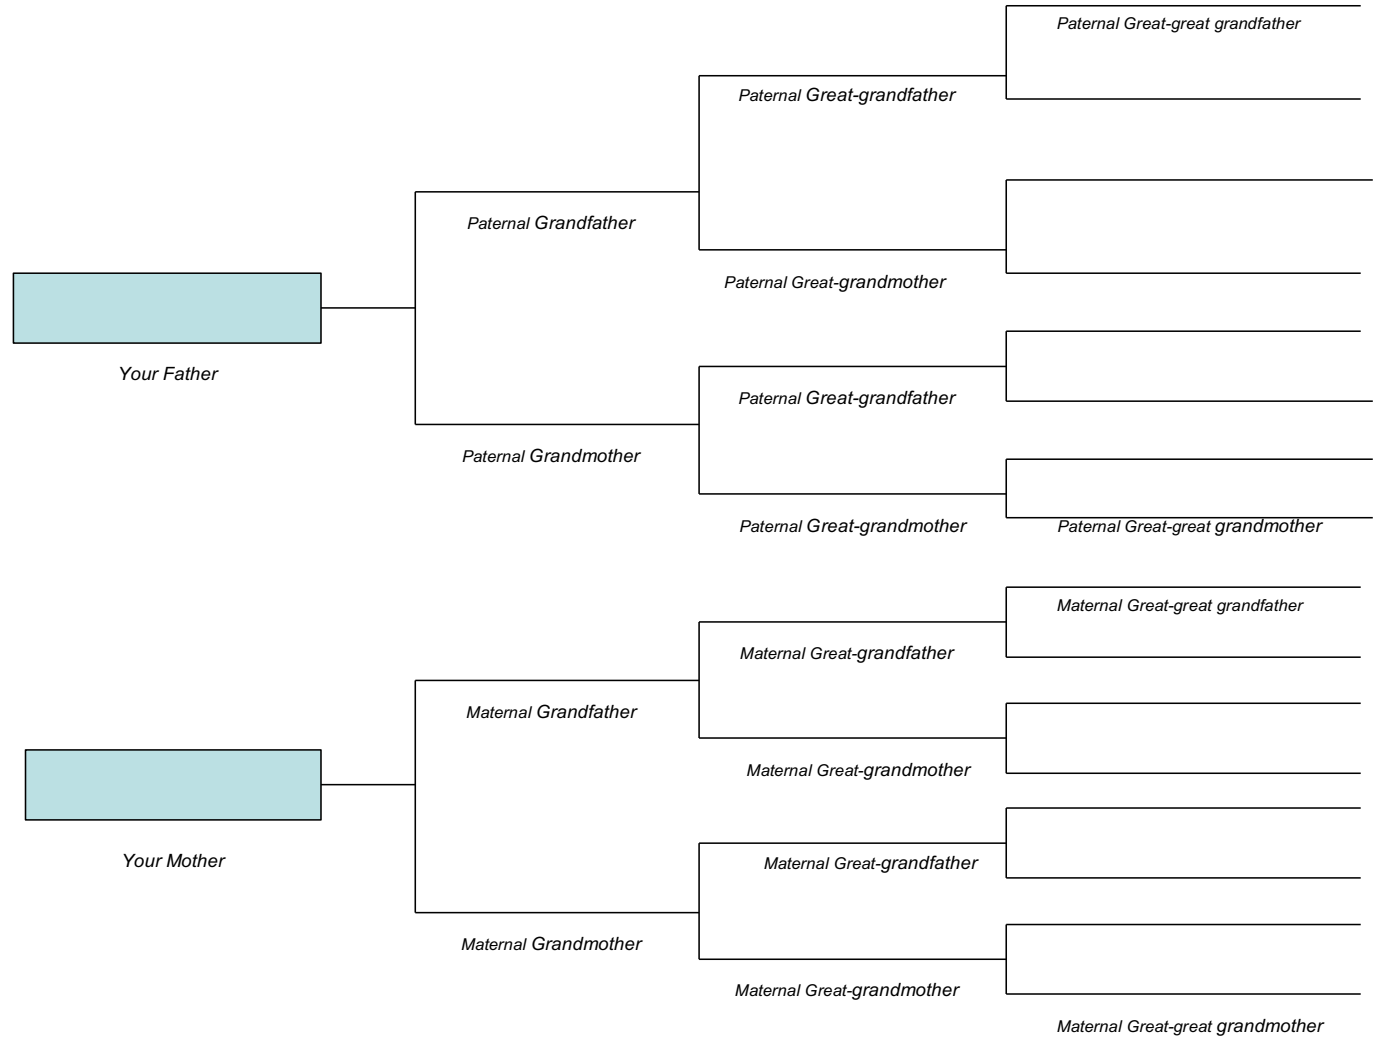 Paternal Great-great grandfather
Paternal Great-grandfather
Paternal Grandfather
Paternal Great-grandmother
Your Father
Paternal Great-grandfather
Paternal Grandmother
Paternal Great-grandmother
Paternal Great-great grandmother
Maternal Great-great grandfather
Maternal Great-grandfather
Maternal Grandfather
Maternal Great-grandmother
Your Mother
Maternal Great-grandfather
Maternal Grandmother
Maternal Great-grandmother
Maternal Great-great grandmother